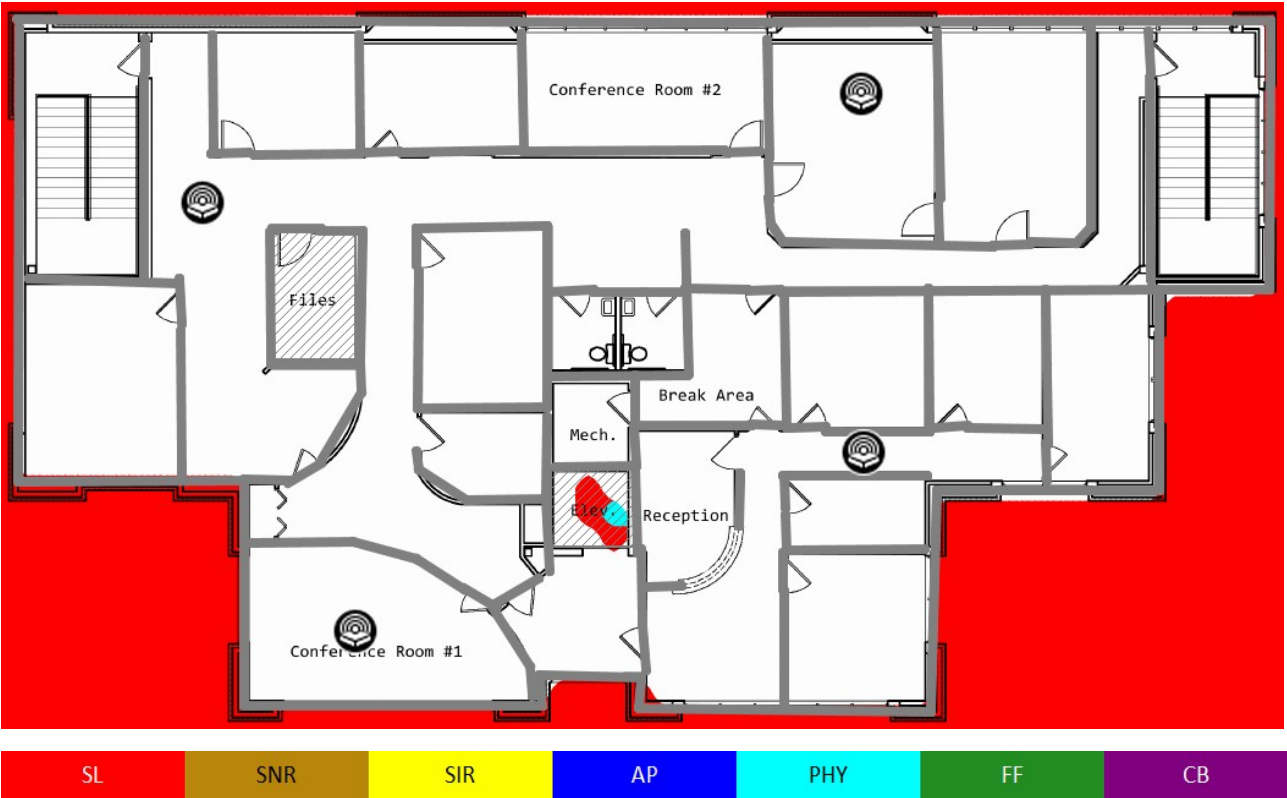 Conference Room #2
Files
Break Area
Mech.
Elev.
Reception
Conference Room #1
SL SNR SIR AP PHY FF CB